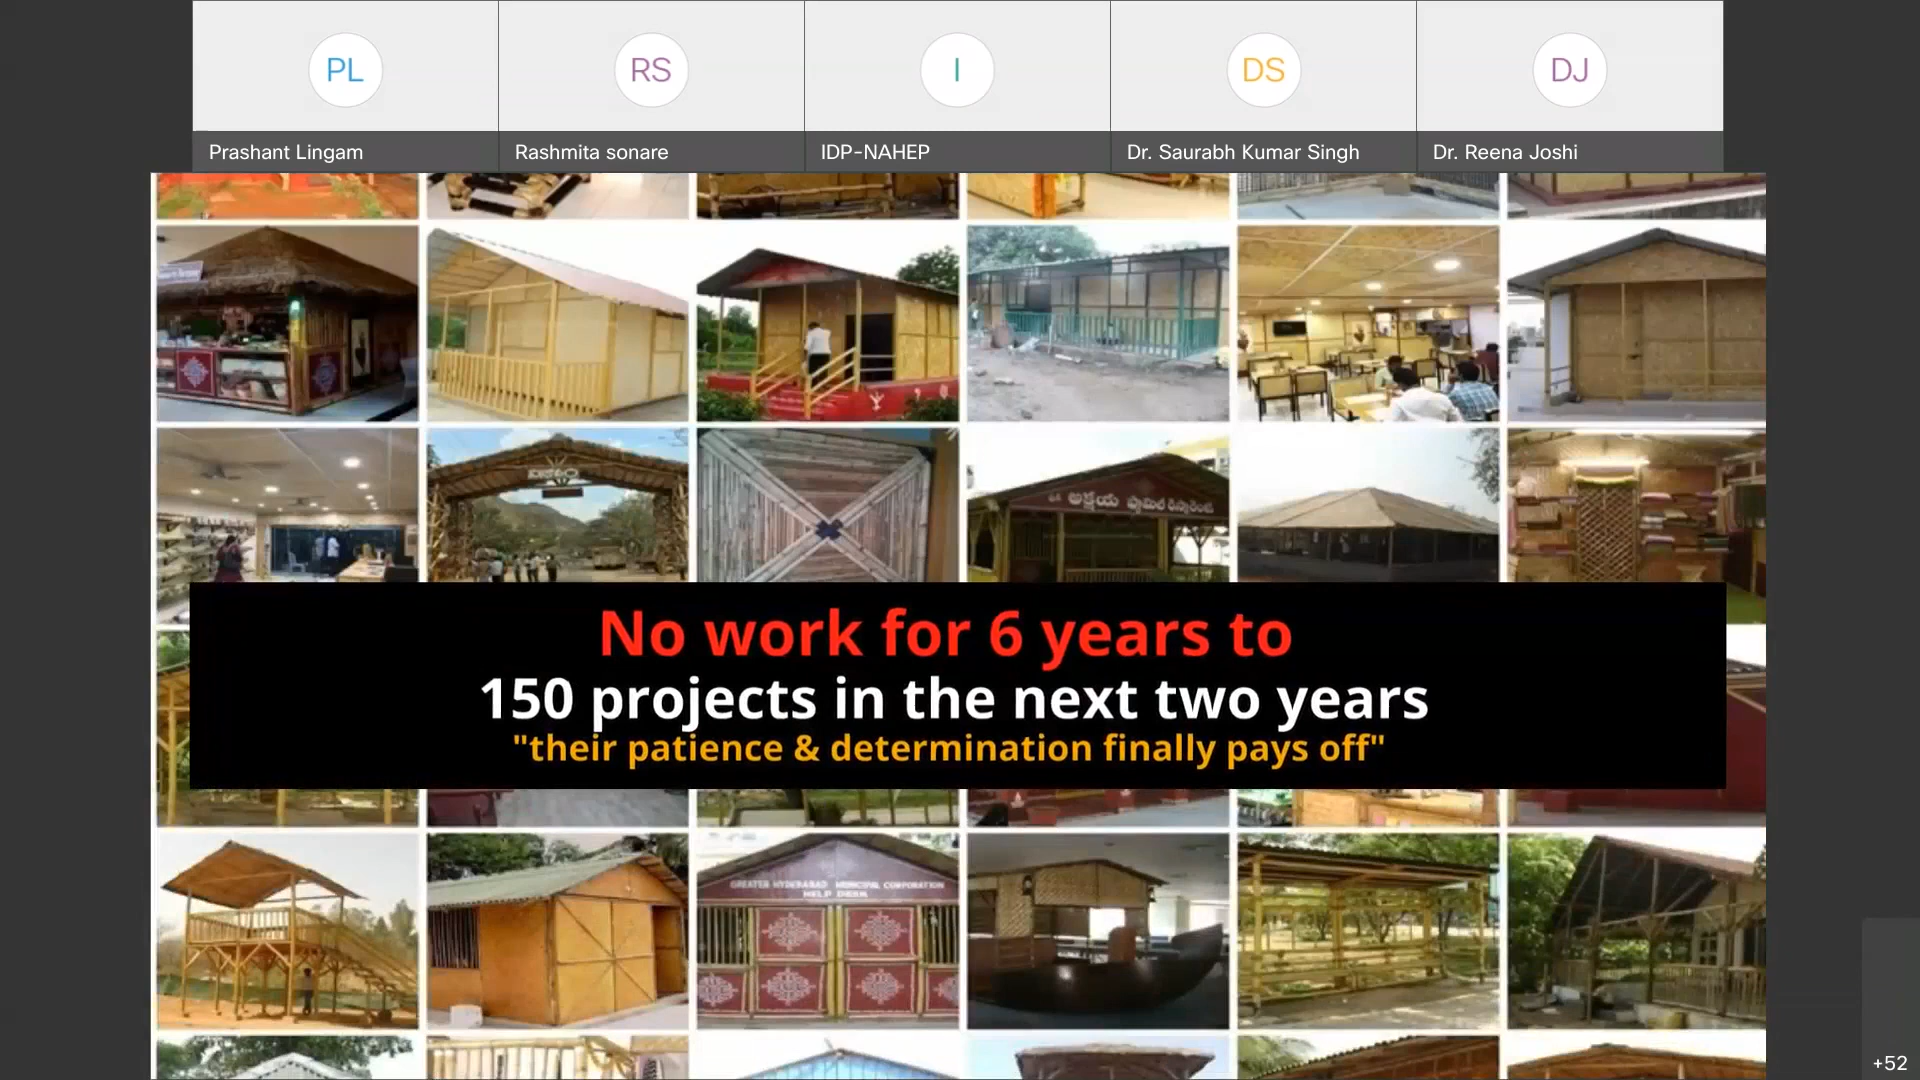 PL
RS
I
DS
DJ
Prashant Lingam
Rashmita sonare
IDP-NAHEP
Dr. Saurabh Kumar Singh
Dr. Reena Joshi
అక్షయ ఫ్యామిలి రెస్టారెంట్
No work for 6 years to
150 projects in the next two years
"their patience & determination finally pays off"
GREATER HYDERABAD MUNICIPAL CORPORATION
HELP DESK
+52